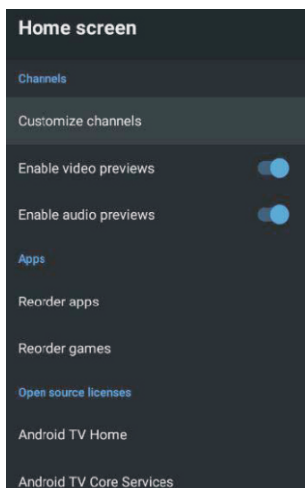 Home screen
Channels
Customize channels
Enable video previews
Enable audio previews
Apps
Reorder apps
Reorder games
Open source licenses
Android TV Home
Android TV Core Services